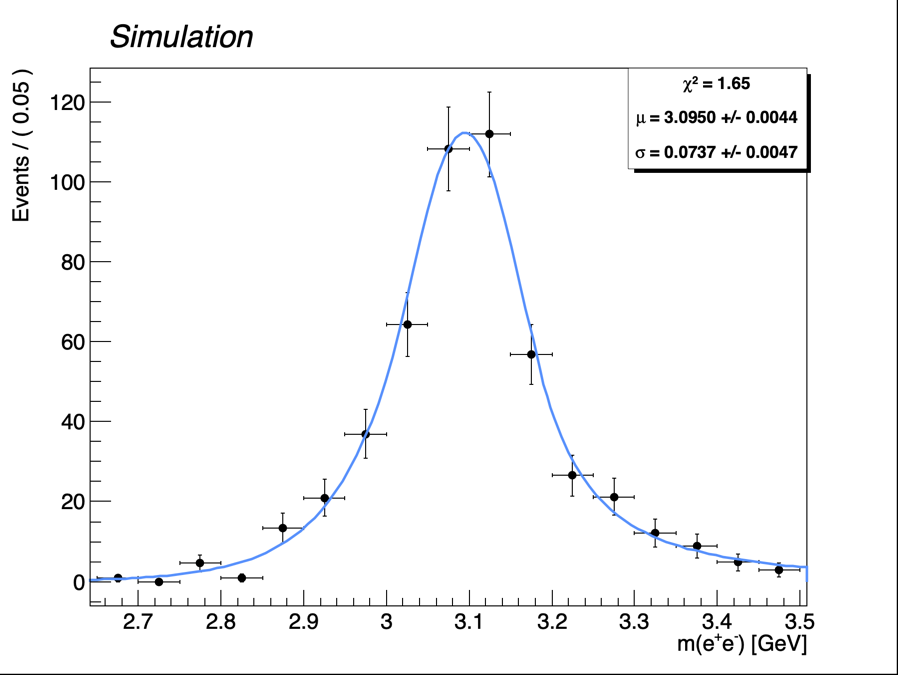 Simulation
Events / ( 0.05 )
χ² = 1.65
μ = 3.0950 +/- 0.0044
σ = 0.0737 +/- 0.0047
120
100
80
60
40
20
0
2.7 2.8 2.9 3 3.1 3.2 3.3 3.4 3.5
m(e⁺e⁻) [GeV]